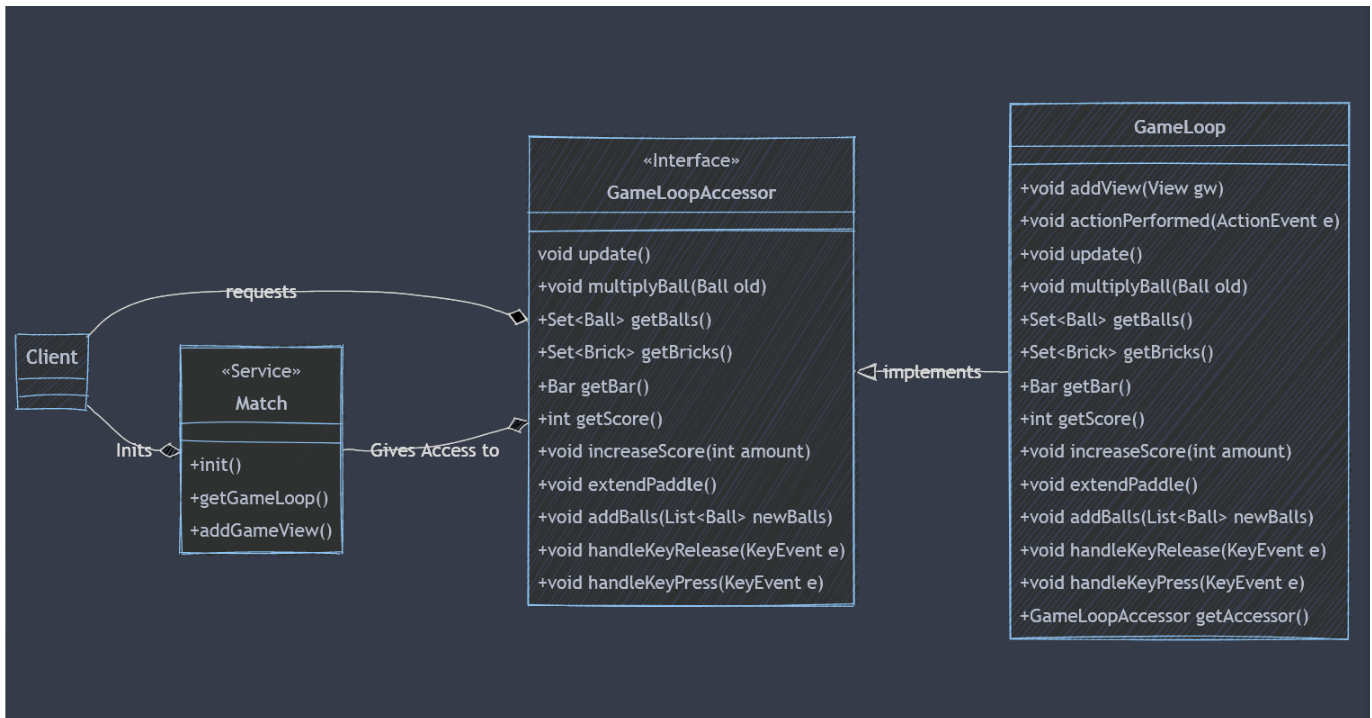 Client
requests
Inits
«Service»
Match
+init()
+getGameLoop()
+addGameView()
Gives Access to
«Interface»
GameLoopAccessor
void update()
+void multiplyBall(Ball old)
+Set<Ball> getBalls()
+Set<Brick> getBricks()
+Bar getBar()
+int getScore()
+void increaseScore(int amount)
+void extendPaddle()
+void addBalls(List<Ball> newBalls)
+void handleKeyRelease(KeyEvent e)
+void handleKeyPress(KeyEvent e)
implements
GameLoop
+void addView(View gw)
+void actionPerformed(ActionEvent e)
+void update()
+void multiplyBall(Ball old)
+Set<Ball> getBalls()
+Set<Brick> getBricks()
+Bar getBar()
+int getScore()
+void increaseScore(int amount)
+void extendPaddle()
+void addBalls(List<Ball> newBalls)
+void handleKeyRelease(KeyEvent e)
+void handleKeyPress(KeyEvent e)
+GameLoopAccessor getAccessor()